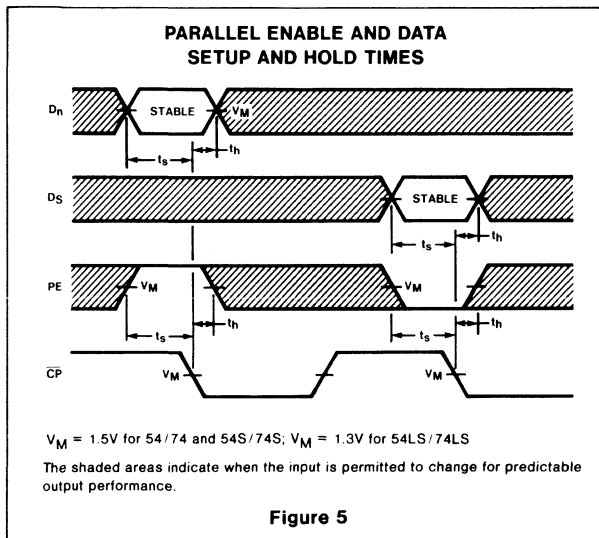 PARALLEL ENABLE AND DATA
SETUP AND HOLD TIMES
Dn
STABLE
VM
ts
th
DS
STABLE
ts
th
PE
VM
VM
ts
th
ts
th
CP
VM
VM
VM = 1.5V for 54/74 and 54S/74S; VM = 1.3V for 54LS/74LS
The shaded areas indicate when the input is permitted to change for predictable
output performance.
Figure 5